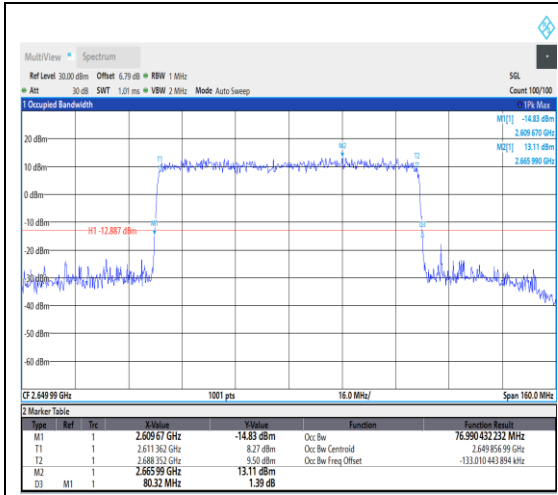 MultiView Spectrum
Ref Level 30.00 dBm Offset 6.79 dB RBW 1 MHz SGL
Att 30 dB SWT 1.01 ms VBW 2 MHz Mode Auto Sweep Count 100/100
1 Occupied Bandwidth 1Pk Max
M1[1] -14.83 dBm
2.609 670 GHz
M2[1] 13.11 dBm
2.665 990 GHz
20 dBm
10 dBm
0 dBm
-10 dBm
H1 -12.887 dBm
-20 dBm
-30 dBm
-40 dBm
-50 dBm
-60 dBm
M2
T1
M1
CF 2.649 99 GHz 1001 pts 16.0 MHz/ Span 160.0 MHz
2 Marker Table
Type Ref Trc X-Value Y-Value Function Function Result
M1 1 2.609 67 GHz -14.83 dBm Occ Bw 76.990 432 232 MHz
T1 1 2.611 362 GHz 8.27 dBm Occ Bw Centroid 2.649 856 99 GHz
T2 1 2.688 352 GHz 9.50 dBm Occ Bw Freq Offset -133.010 443 894 kHz
M2 1 2.665 99 GHz 13.11 dBm
D3 M1 1 80.32 MHz 1.39 dB